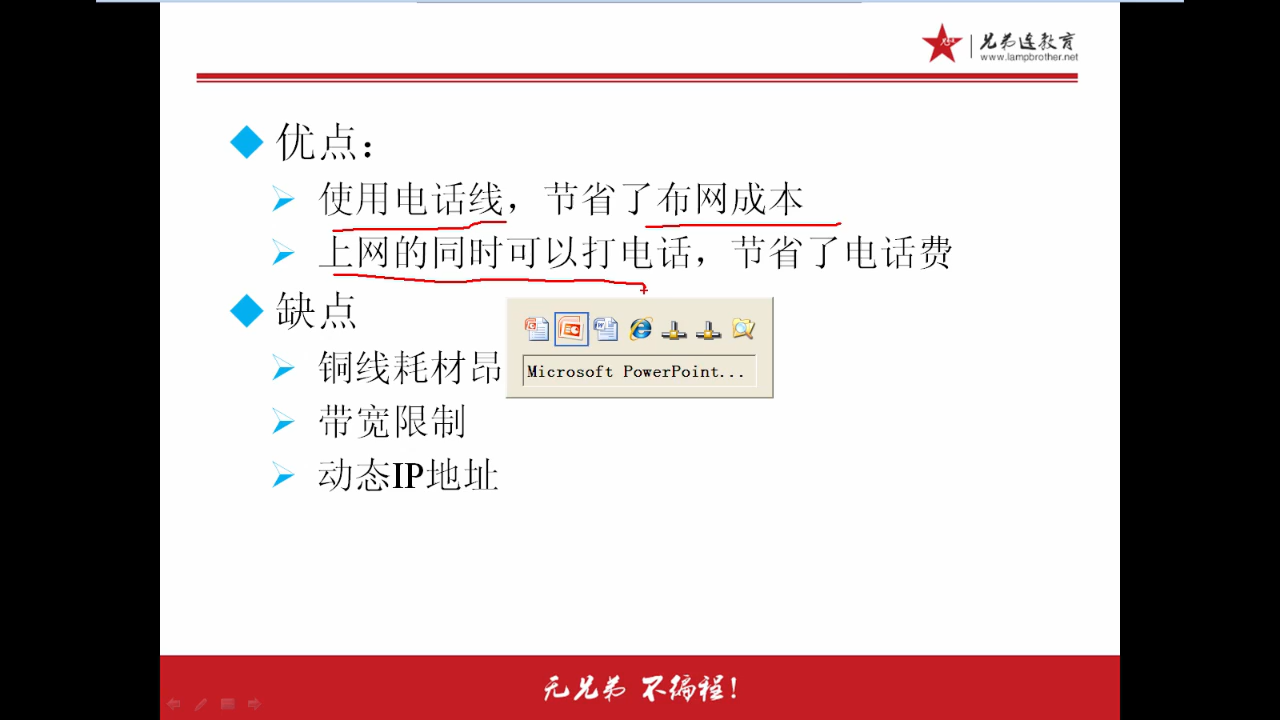 兄弟连教育
www.lampbrother.net
优点：
使用电话线，节省了布网成本
上网的同时可以打电话，节省了电话费
缺点
铜线耗材昂
Microsoft PowerPoint...
带宽限制
动态IP地址
无兄弟 不编程！